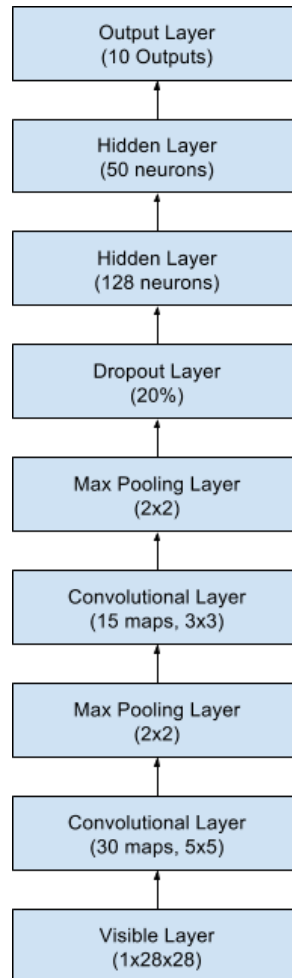 Output Layer
(10 Outputs)
Hidden Layer
(50 neurons)
Hidden Layer
(128 neurons)
Dropout Layer
(20%)
Max Pooling Layer
(2x2)
Convolutional Layer
(15 maps, 3x3)
Max Pooling Layer
(2x2)
Convolutional Layer
(30 maps, 5x5)
Visible Layer
(1x28x28)